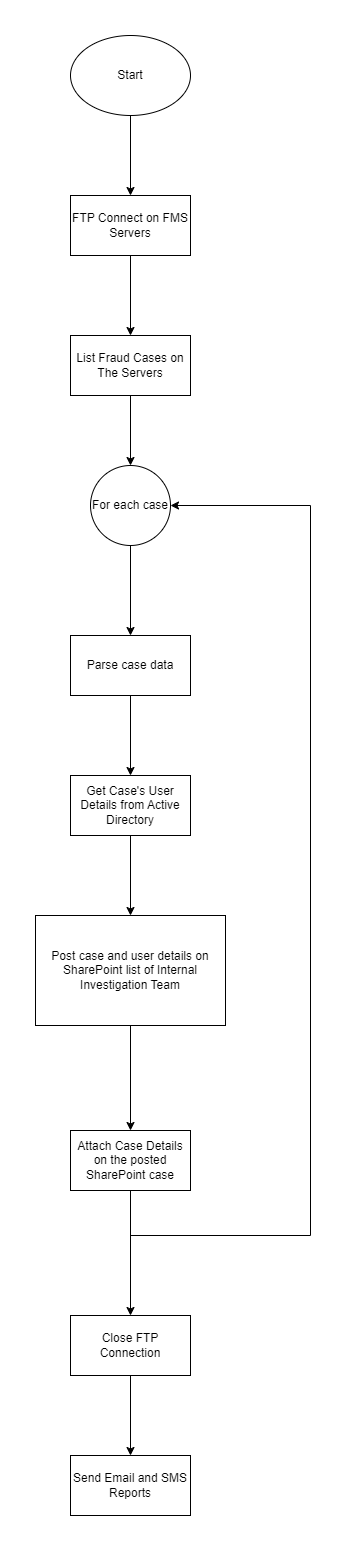 Start
FTP Connect on FMS
Servers
List Fraud Cases on
The Servers
For each case
Parse case data
Get Case's User
Details from Active
Directory
Post case and user details on
SharePoint list of Internal
Investigation Team
Attach Case Details
on the posted
SharePoint case
Close FTP
Connection
Send Email and SMS
Reports